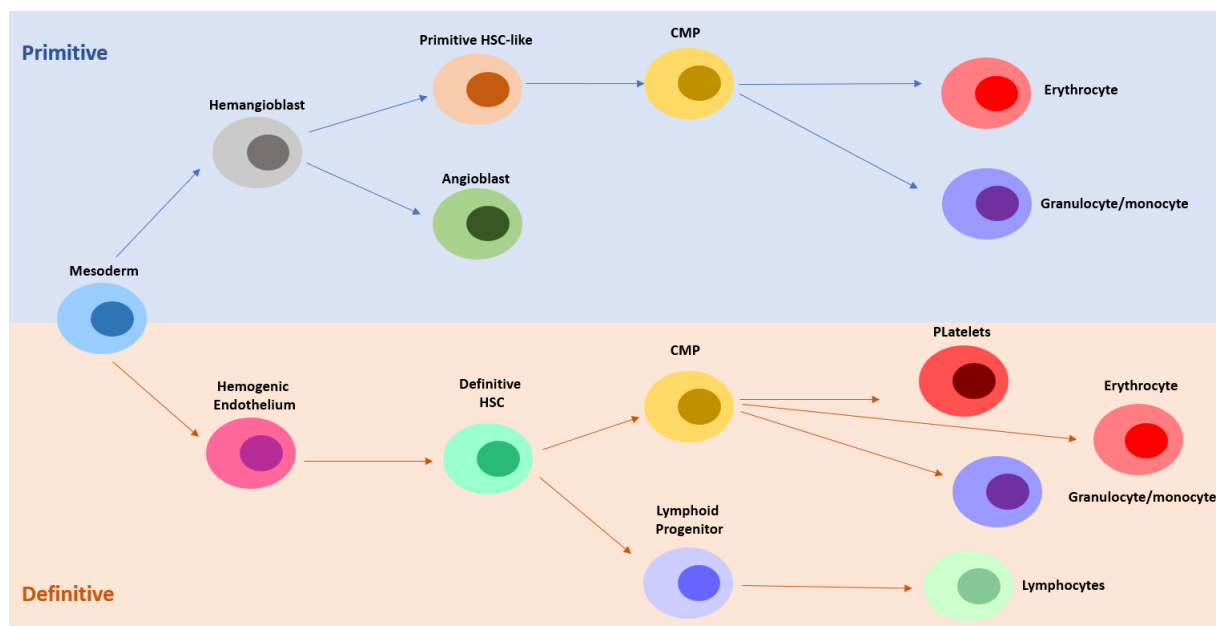 Primitive
Primitive HSC-like
CMP
Hemangioblast
Erythrocyte
Angioblast
Granulocyte/monocyte
Mesoderm
PLatelets
CMP
Hemogenic
Endothelium
Definitive
HSC
Erythrocyte
Granulocyte/monocyte
Lymphoid
Progenitor
Lymphocytes
Definitive